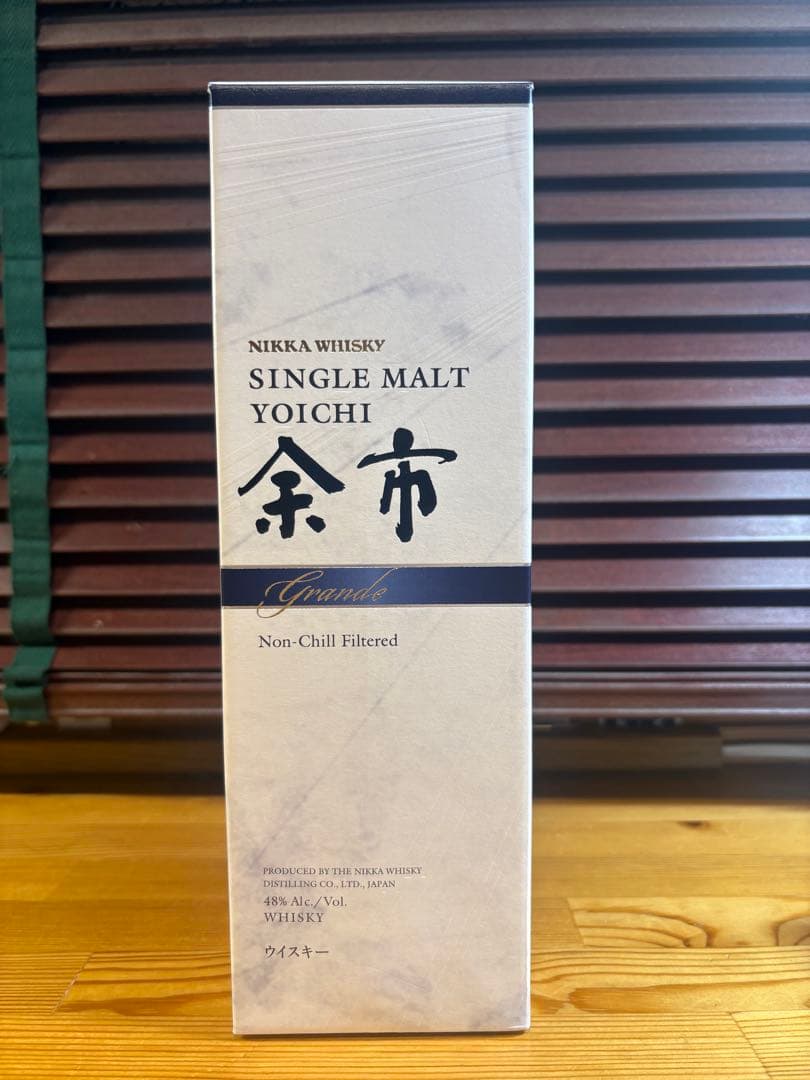 NIKKA WHISKY
SINGLE MALT
YOICHI
余市
Grande
Non-Chill Filtered
PRODUCED BY THE NIKKA WHISKY
DISTILLING CO., LTD., JAPAN
48% Alc./Vol.
WHISKY
ウイスキー